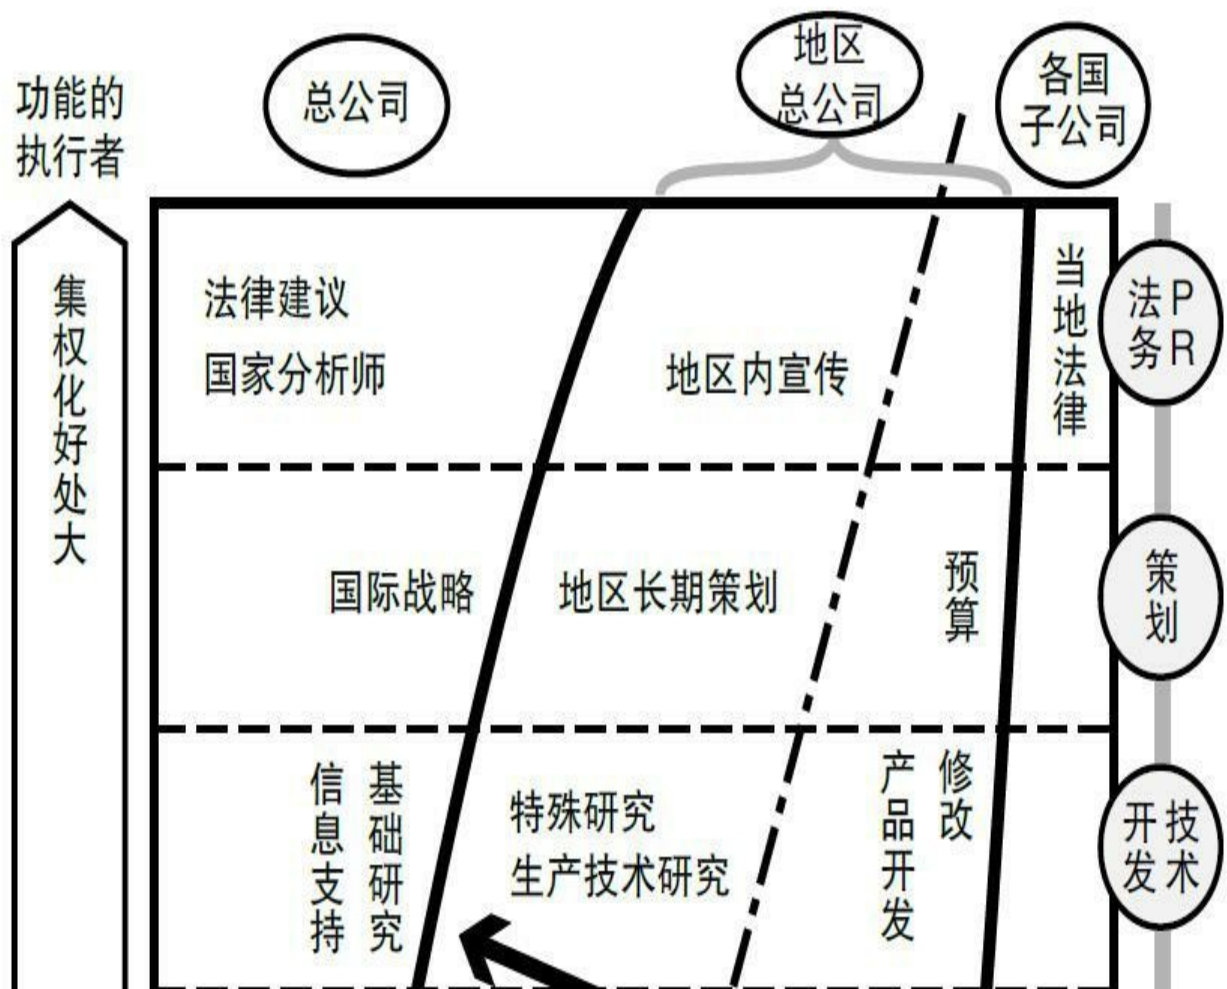 功能的
执行者
总公司
地区
总公司
各国
子公司
集权化好处大
法律建议
国家分析师
地区内宣传
当地法律
法务
PR
国际战略
地区长期策划
预算
策划
基础研究
信息支持
特殊研究
生产技术研究
修改
产品开发
技术
开发